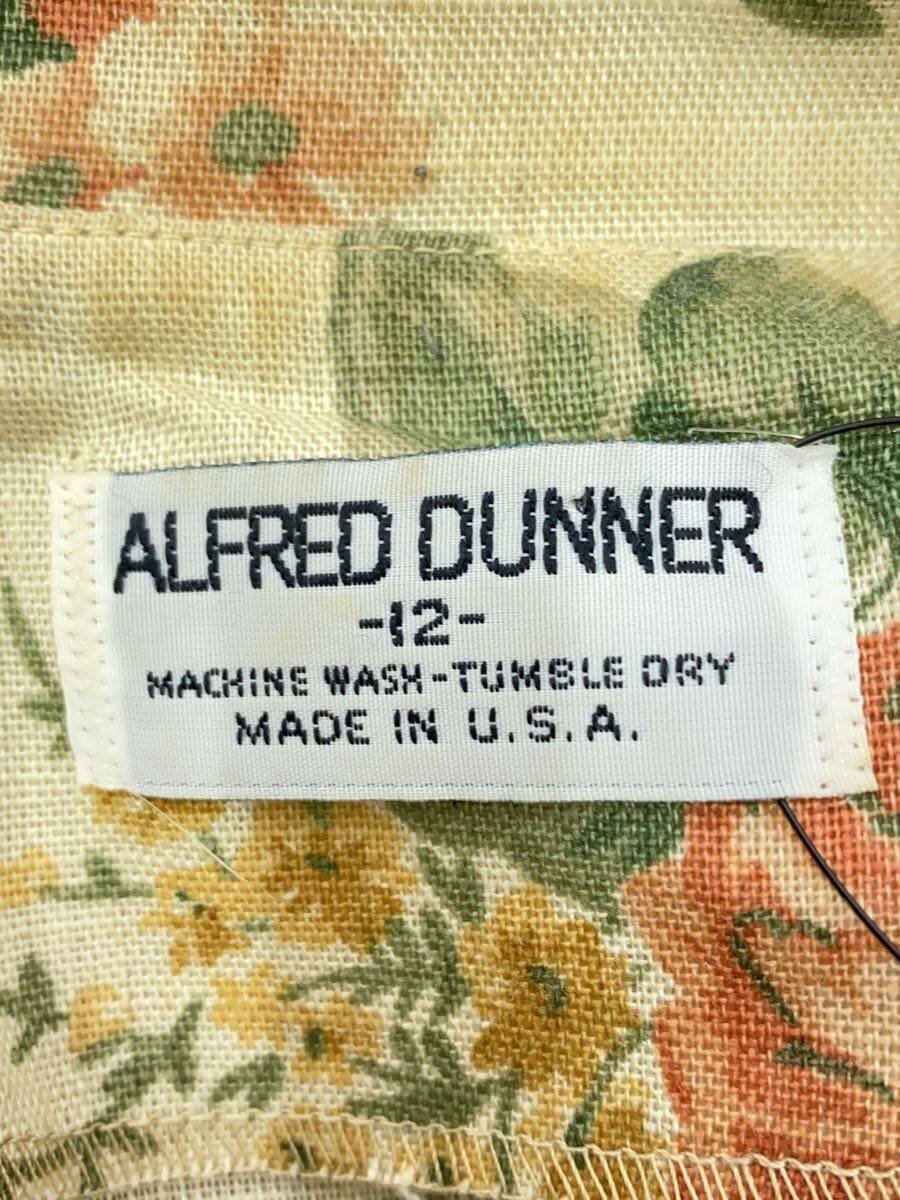 ALFRED DUNNER
-12-
MACHINE WASH-TUMBLE DRY
MADE IN U.S.A.